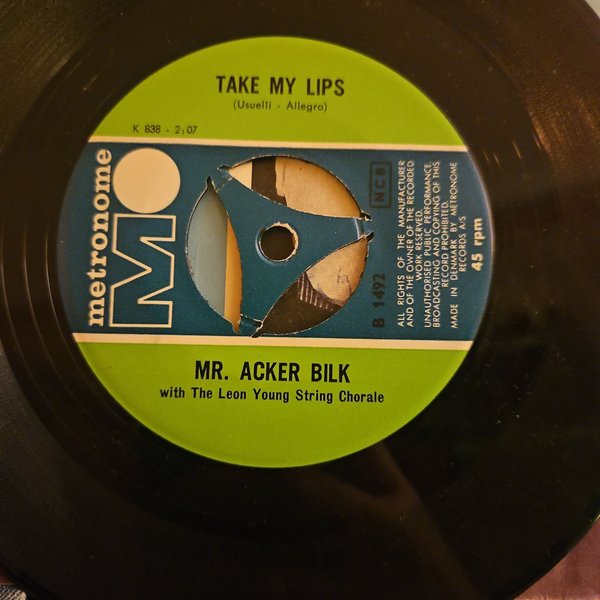 TAKE MY LIPS
(Usuelli - Allegro)
K 838 - 2:07
metronome
M
NCB
B 1492
ALL RIGHTS OF THE MANUFACTURER
AND OF THE OWNER OF THE RECORDED
WORK RESERVED.
UNAUTHORISED PUBLIC PERFORMANCE,
BROADCASTING AND COPYING OF THIS
RECORD PROHIBITED.
MADE IN DENMARK BY METRONOME
RECORDS A/S
45 rpm
MR. ACKER BILK
with The Leon Young String Chorale